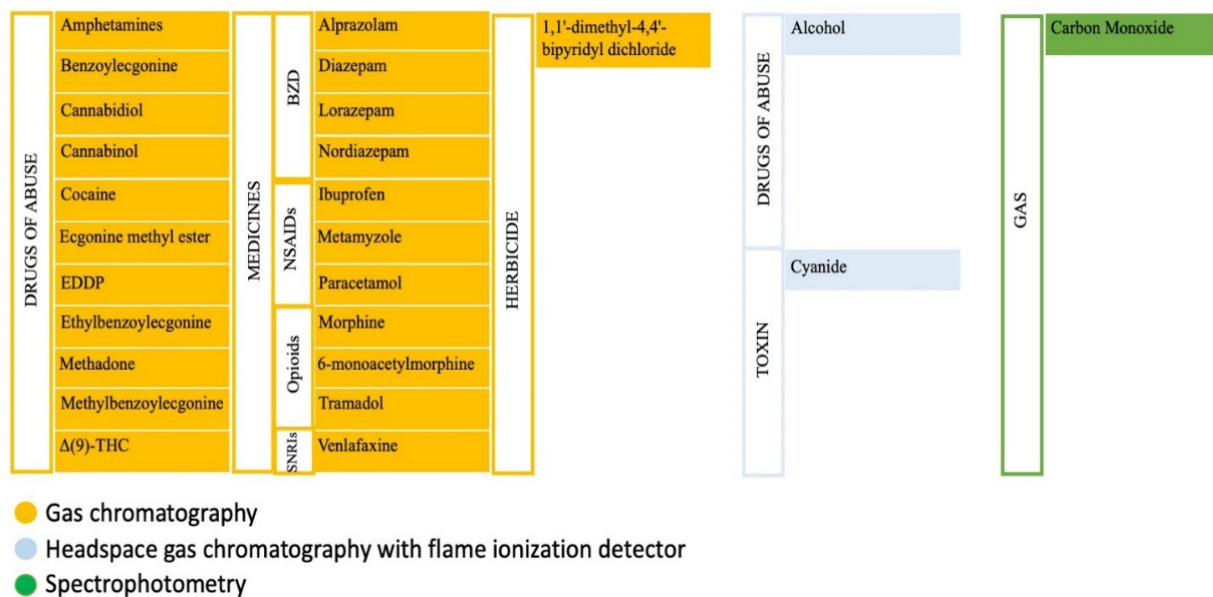 DRUGS OF ABUSE
Amphetamines
Benzoylecgonine
Cannabidiol
Cannabinol
Cocaine
Ecgonine methyl ester
EDDP
Ethylbenzoylecgonine
Methadone
Methylbenzoylecgonine
Δ(9)-THC
MEDICINES
BZD
Alprazolam
Diazepam
Lorazepam
Nordiazepam
NSAIDs
Ibuprofen
Metamyzole
Paracetamol
Opioids
Morphine
6-monoacetylmorphine
Tramadol
SNRIs
Venlafaxine
HERBICIDE
1,1'-dimethyl-4,4'-
bipyridyl dichloride
DRUGS OF ABUSE
Alcohol
TOXIN
Cyanide
GAS
Carbon Monoxide
Gas chromatography
Headspace gas chromatography with flame ionization detector
Spectrophotometry